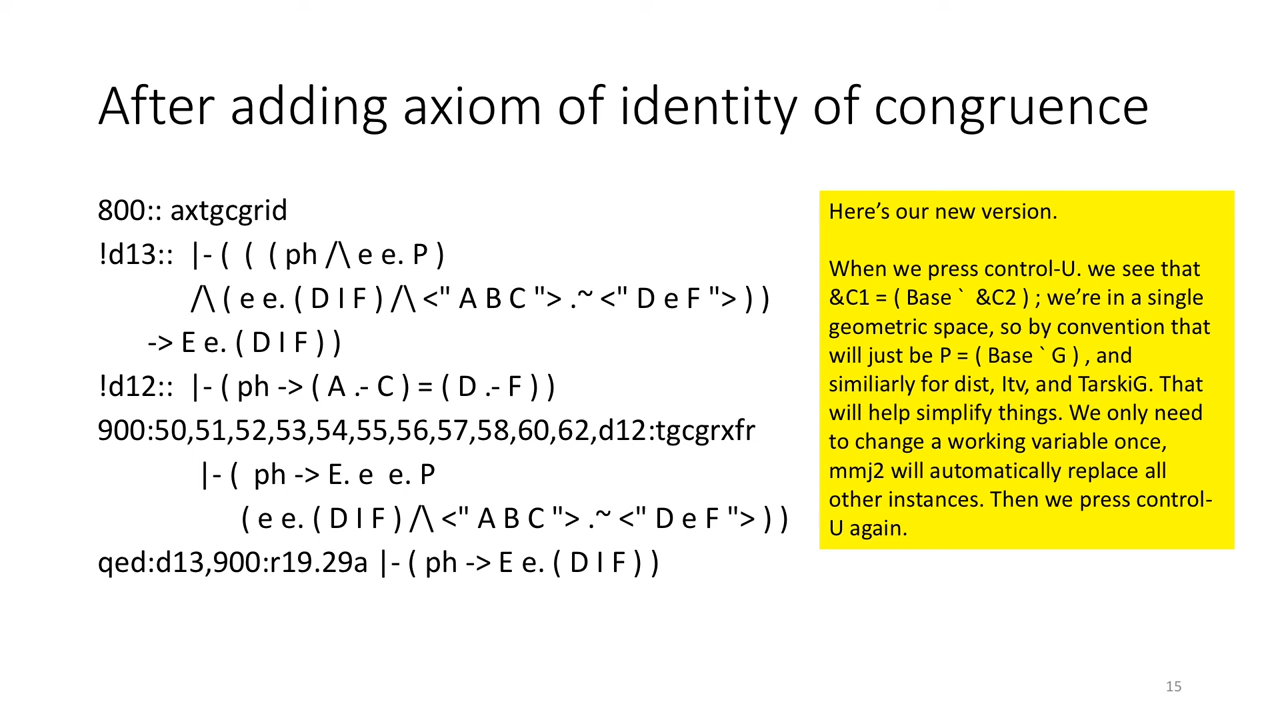 After adding axiom of identity of congruence
800:: axtgcgrid
!d13:: |- ( ( ( ph /\ e e. P )
/\ ( e e. ( D I F ) /\ <" A B C "> .~ <" D e F "> ) )
-> E e. ( D I F ) )
!d12:: |- ( ph -> ( A .- C ) = ( D .- F ) )
900:50,51,52,53,54,55,56,57,58,60,62,d12:tgcgrxfr
|- ( ph -> E. e e. P
( e e. ( D I F ) /\ <" A B C "> .~ <" D e F "> ) )
qed:d13,900:r19.29a |- ( ph -> E e. ( D I F ) )
Here’s our new version.
When we press control-U. we see that
&C1 = ( Base ` &C2 ) ; we’re in a single
geometric space, so by convention that
will just be P = ( Base ` G ) , and
similiarly for dist, Itv, and TarskiG. That
will help simplify things. We only need
to change a working variable once,
mmj2 will automatically replace all
other instances. Then we press control-
U again.
15